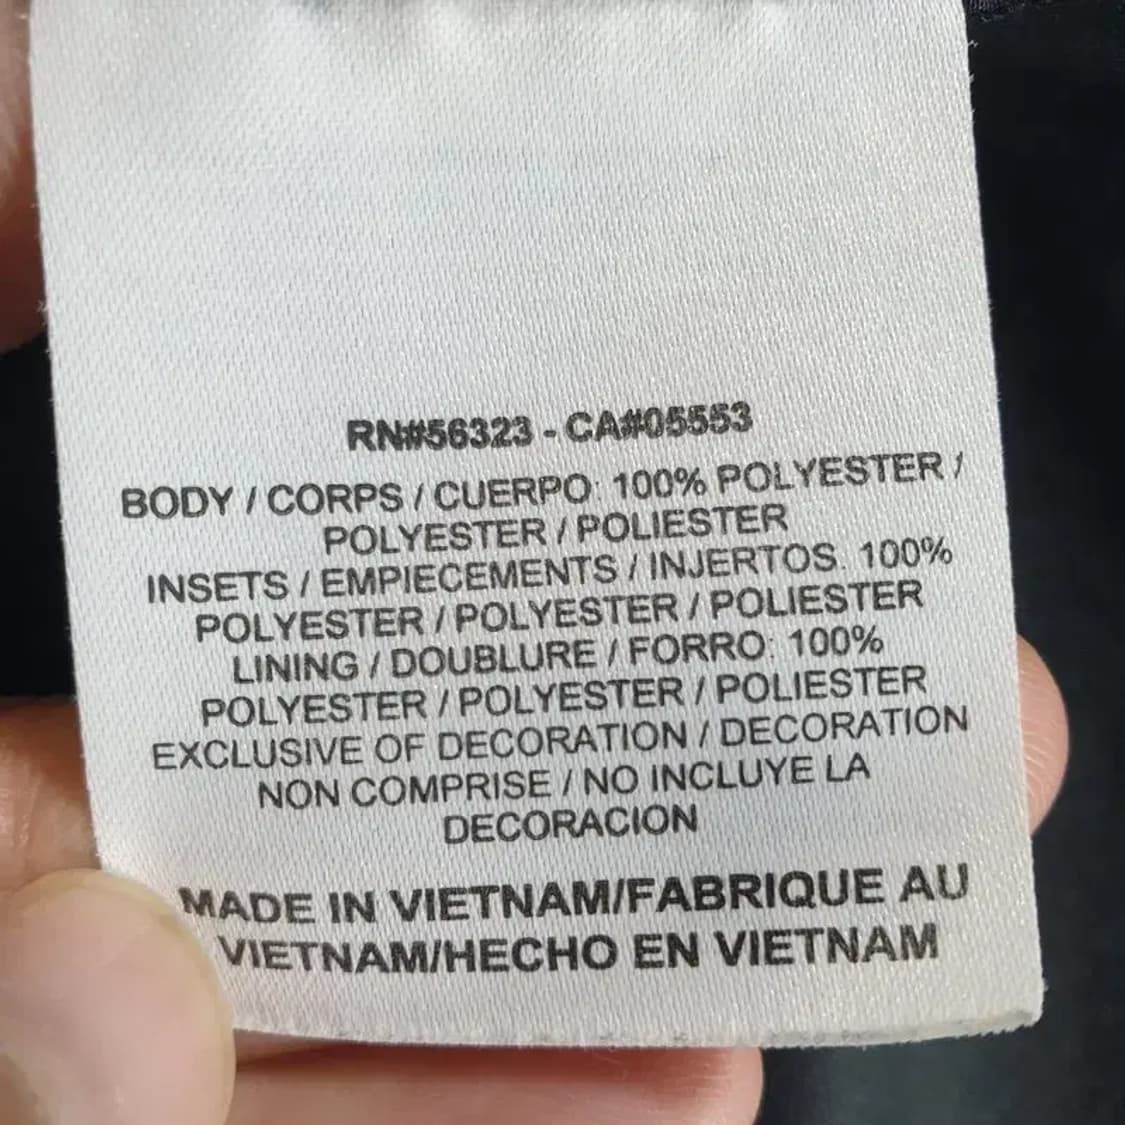 RN#56323 - CA#05553
BODY / CORPS / CUERPO: 100% POLYESTER /
POLYESTER / POLIESTER
INSETS / EMPIECEMENTS / INJERTOS: 100%
POLYESTER / POLYESTER / POLIESTER
LINING / DOUBLURE / FORRO: 100%
POLYESTER / POLYESTER / POLIESTER
EXCLUSIVE OF DECORATION / DECORATION
NON COMPRISE / NO INCLUYE LA
DECORACION
MADE IN VIETNAM/FABRIQUE AU
VIETNAM/HECHO EN VIETNAM